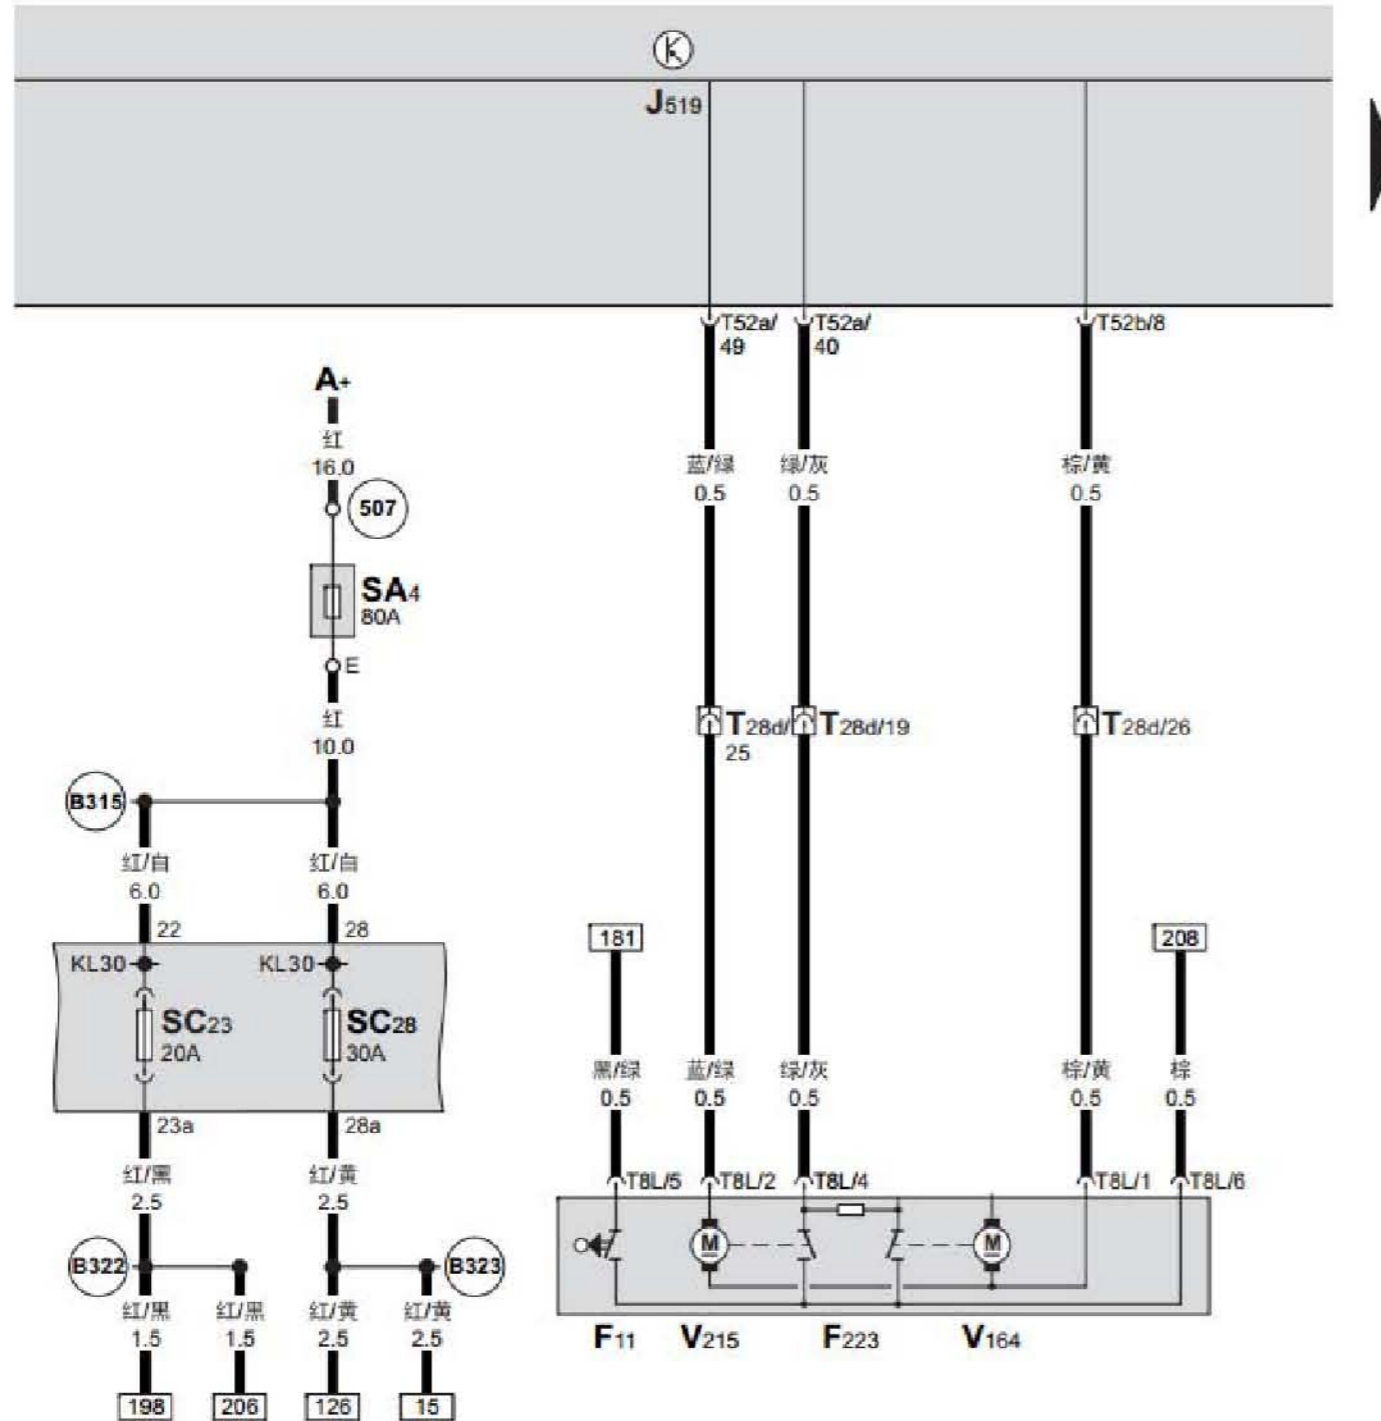 J519
T52a/
49
T52a/
40
T52b/8
A+
红
16.0
507
蓝/绿
0.5
绿/灰
0.5
棕/黄
0.5
SA4
80A
E
红
10.0
T28d/
25
T28d/19
T28d/26
B315
红/白
6.0
红/白
6.0
22
28
181
208
KL30
KL30
SC23
20A
SC28
30A
黑/绿
0.5
蓝/绿
0.5
绿/灰
0.5
棕/黄
0.5
棕
0.5
23a
28a
红/黑
2.5
红/黄
2.5
T8L/5
T8L/2
T8L/4
T8L/1
T8L/6
M
M
B322
B323
红/黑
1.5
红/黑
1.5
红/黄
2.5
红/黄
2.5
F11
V215
F223
V164
198
206
126
15